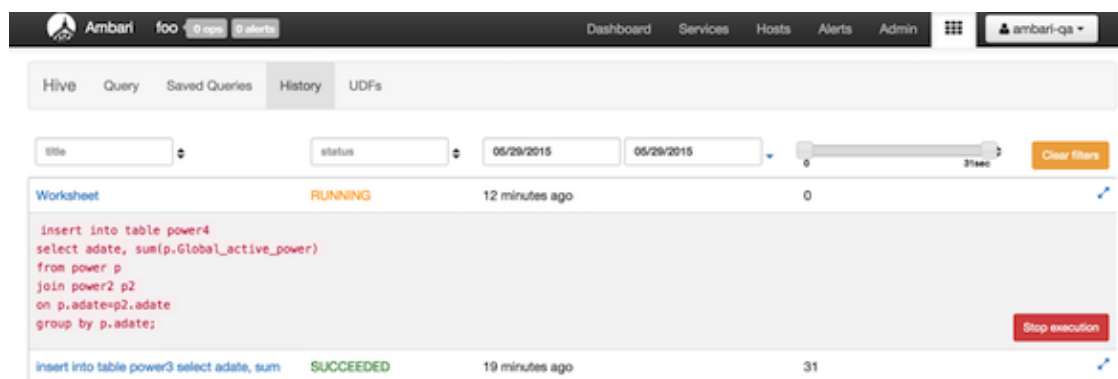 Ambari foo 0 ops 0 alerts Dashboard Services Hosts Alerts Admin ambari-qa
Hive Query Saved Queries History UDFs
title status 05/29/2015 05/29/2015 0 31sec Clear filters
Worksheet RUNNING 12 minutes ago 0
insert into table power4
select adate, sum(p.Global_active_power)
from power p
join power2 p2
on p.adate=p2.adate
group by p.adate;
Stop execution
insert into table power3 select adate, sum SUCCEEDED 19 minutes ago 31